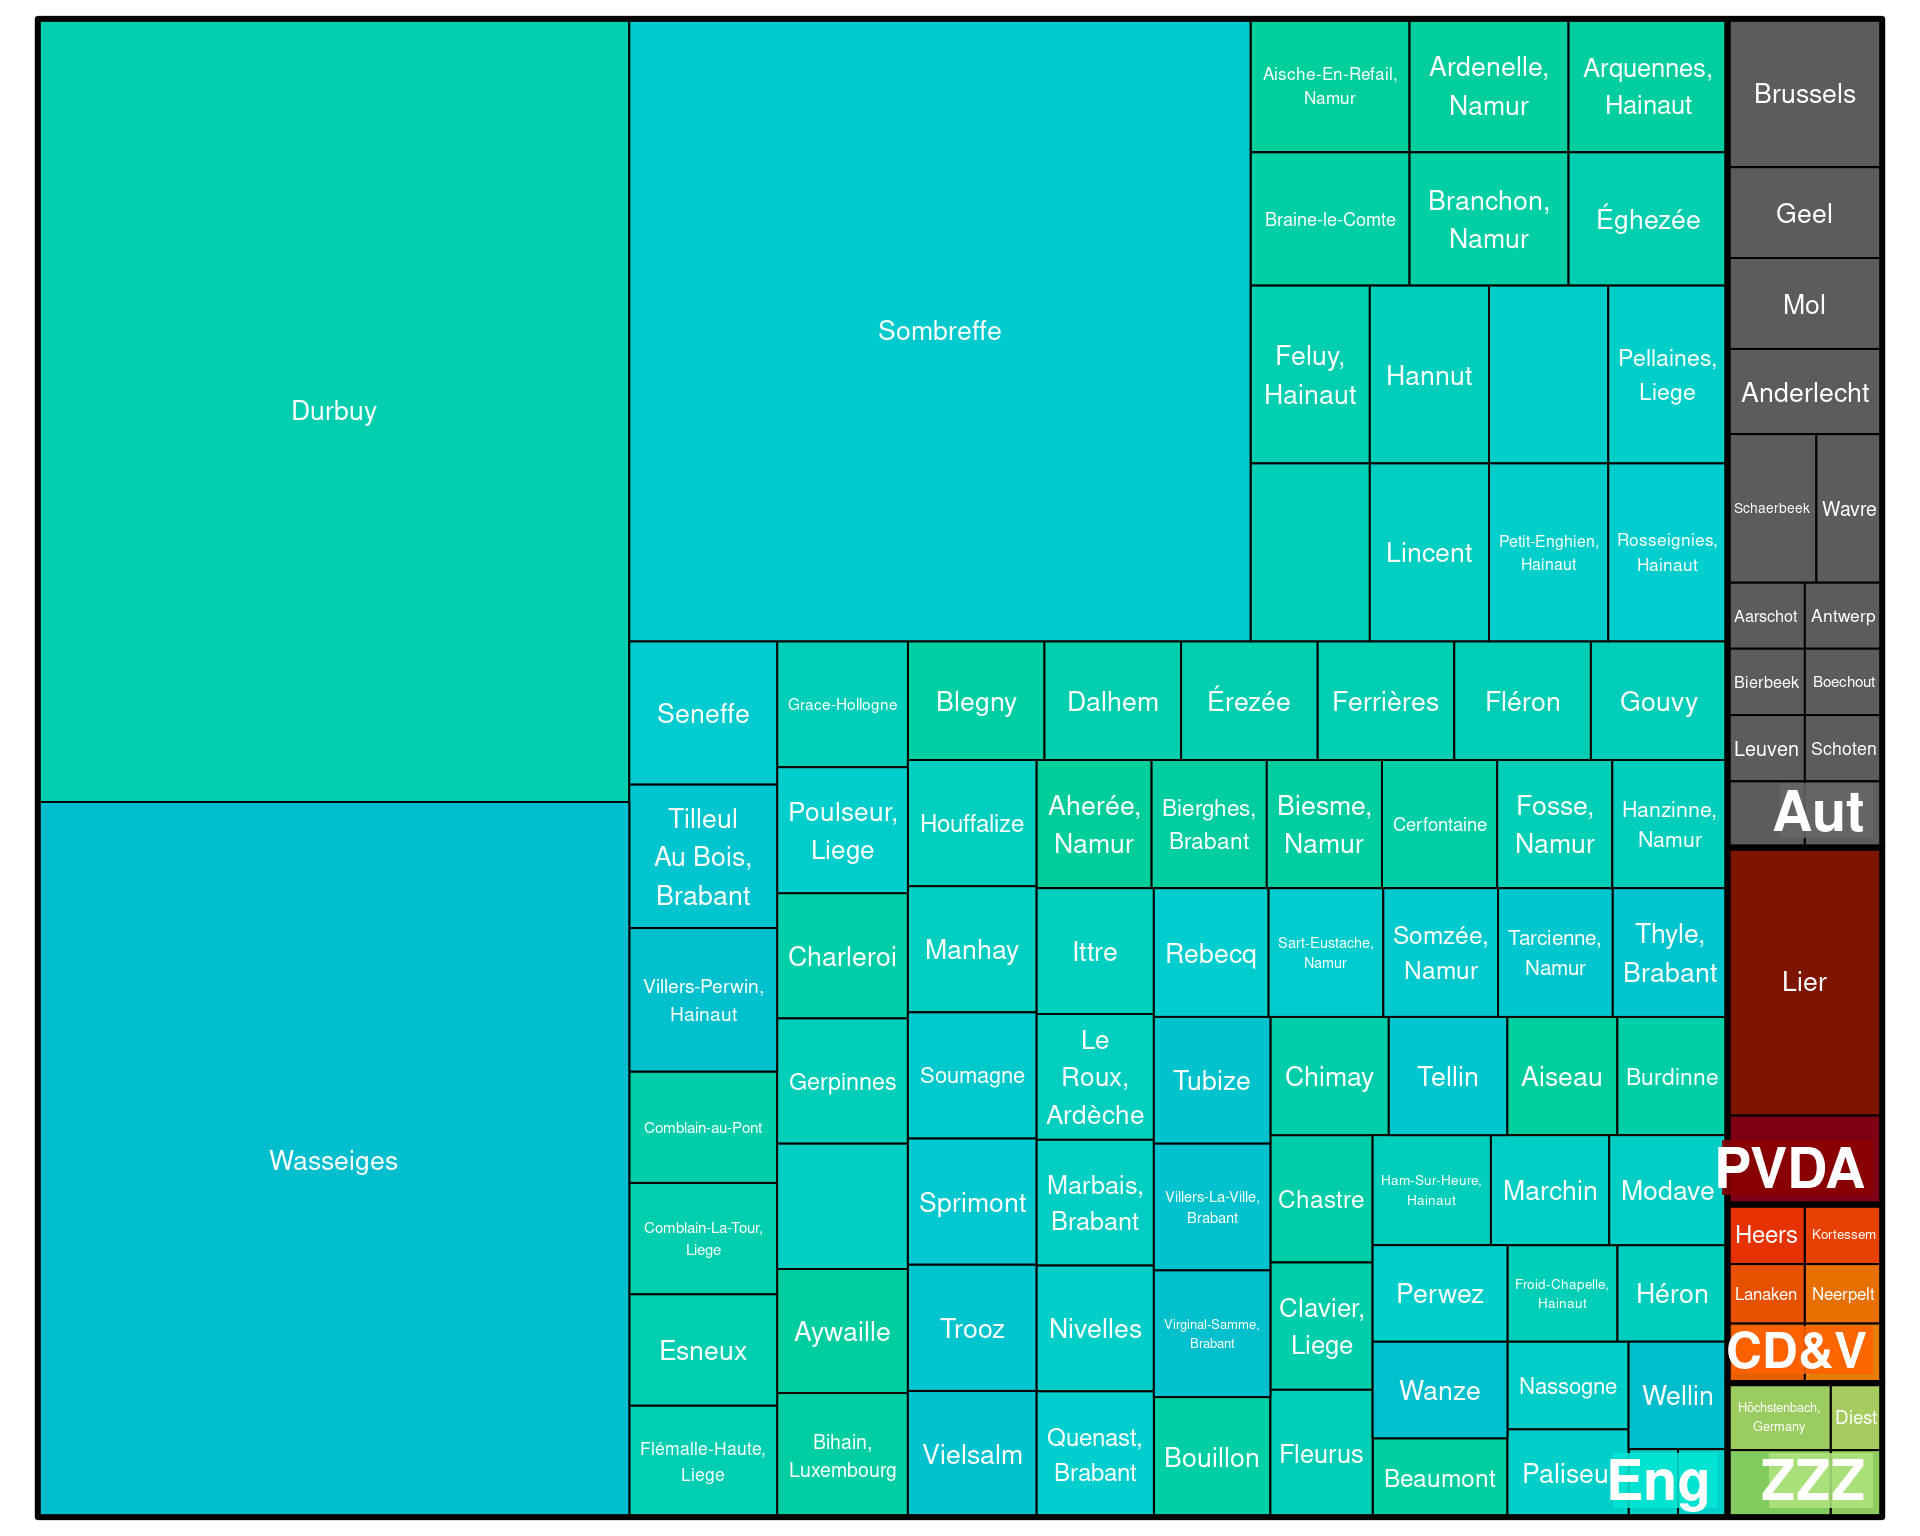 Durbuy
Wasseiges
Sombreffe
Aische-En-Refail,
Namur
Ardenelle,
Namur
Arquennes,
Hainaut
Braine-le-Comte
Branchon,
Namur
Éghezée
Feluy,
Hainaut
Hannut
Pellaines,
Liege
Lincent
Petit-Enghien,
Hainaut
Rosseignies,
Hainaut
Seneffe
Tilleul
Au Bois,
Brabant
Villers-Perwin,
Hainaut
Comblain-au-Pont
Comblain-La-Tour,
Liege
Esneux
Flémalle-Haute,
Liege
Grace-Hollogne
Poulseur,
Liege
Charleroi
Gerpinnes
Aywaille
Bihain,
Luxembourg
Blegny
Dalhem
Érezée
Ferrières
Fléron
Gouvy
Houffalize
Manhay
Soumagne
Sprimont
Trooz
Vielsalm
Aherée,
Namur
Bierghes,
Brabant
Biesme,
Namur
Cerfontaine
Fosse,
Namur
Hanzinne,
Namur
Ittre
Le
Roux,
Ardèche
Marbais,
Brabant
Nivelles
Quenast,
Brabant
Rebecq
Sart-Eustache,
Namur
Somzée,
Namur
Tarcienne,
Namur
Thyle,
Brabant
Tubize
Villers-La-Ville,
Brabant
Virginal-Samme,
Brabant
Bouillon
Chimay
Tellin
Aiseau
Burdinne
Chastre
Clavier,
Liege
Fleurus
Ham-Sur-Heure,
Hainaut
Marchin
Modave
Perwez
Froid-Chapelle,
Hainaut
Héron
Wanze
Nassogne
Wellin
Beaumont
Paliseu
Eng
Brussels
Geel
Mol
Anderlecht
Schaerbeek
Wavre
Aarschot
Antwerp
Bierbeek
Boechout
Leuven
Schoten
Aut
Lier
PVDA
Heers
Kortessem
Lanaken
Neerpelt
CD&V
Höchstenbach,
Germany
Diest
ZZZ